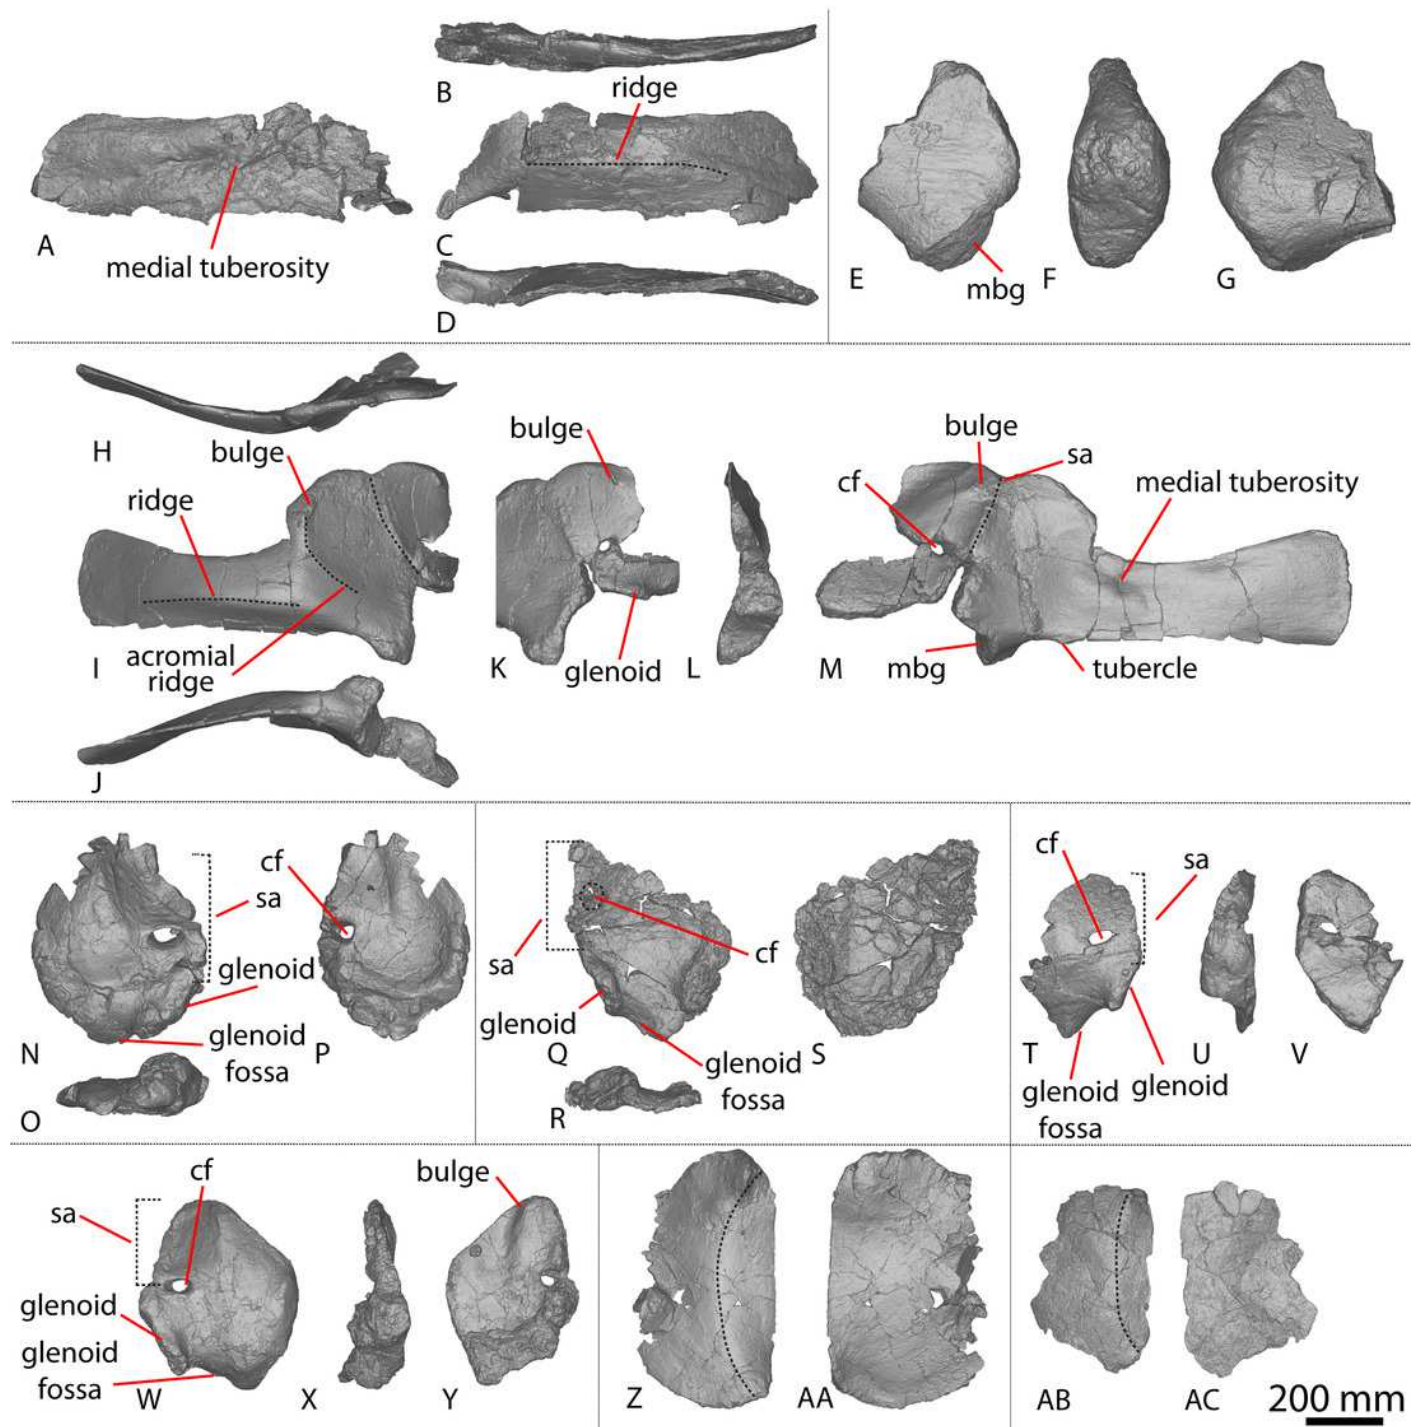 B
ridge
A
medial tuberosity
C
D
E
mbg
F
G
H
bulge
ridge
acromial
ridge
I
J
bulge
K
glenoid
L
bulge
sa
cf
medial tuberosity
M
mbg
tubercle
cf
sa
glenoid
glenoid
fossa
N
P
O
sa
cf
glenoid
Q
glenoid
fossa
S
R
cf
sa
T
U
V
glenoid
glenoid
fossa
cf
sa
glenoid
glenoid
fossa
W
X
bulge
Y
Z
AA
AB
AC
200 mm